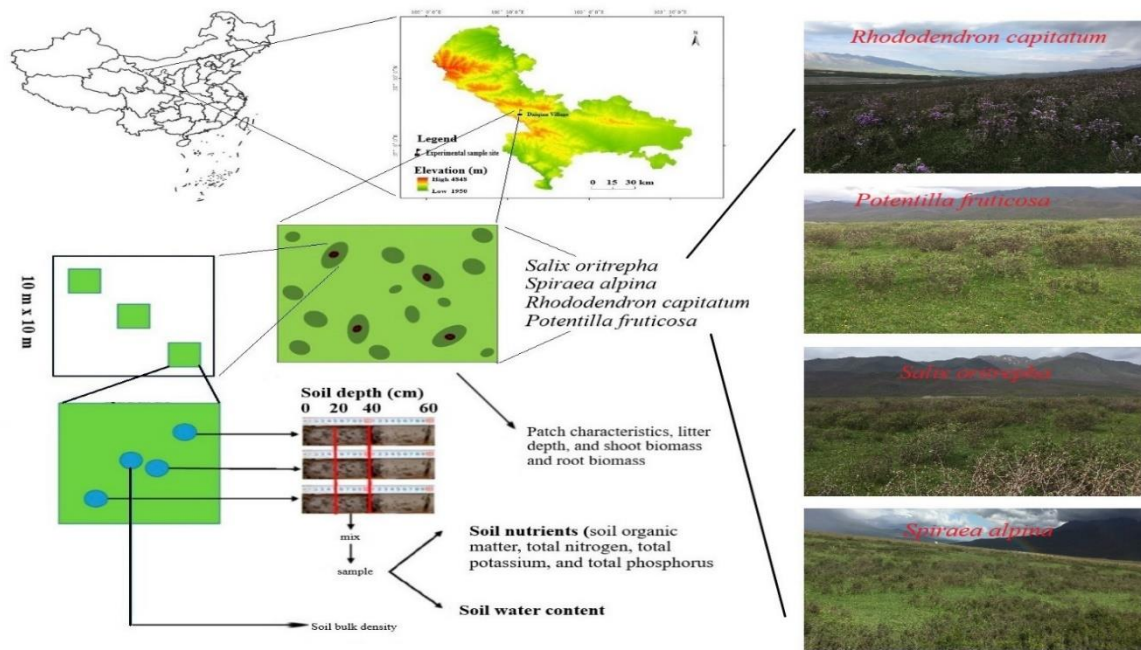 Legend
Experimental sample site
Elevation (m)
High 4843
Low 1950
0 15 30 km
N
10 m x 10 m
Salix oritrepha
Spiraea alpina
Rhododendron capitatum
Potentilla fruticosa
Soil depth (cm)
0 20 40 60
Patch characteristics, litter
depth, and shoot biomass
and root biomass
mix
sample
Soil nutrients (soil organic
matter, total nitrogen, total
potassium, and total phosphorus
Soil water content
Soil bulk density
Rhododendron capitatum
Potentilla fruticosa
Salix oritrepha
Spiraea alpina